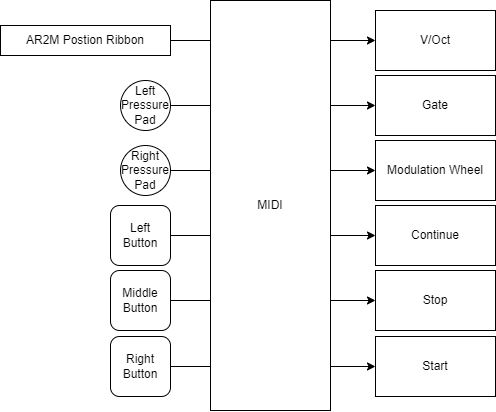 AR2M Postion Ribbon
V/Oct
Left
Pressure
Pad
Gate
Right
Pressure
Pad
Modulation Wheel
MIDI
Left
Button
Continue
Middle
Button
Stop
Right
Button
Start